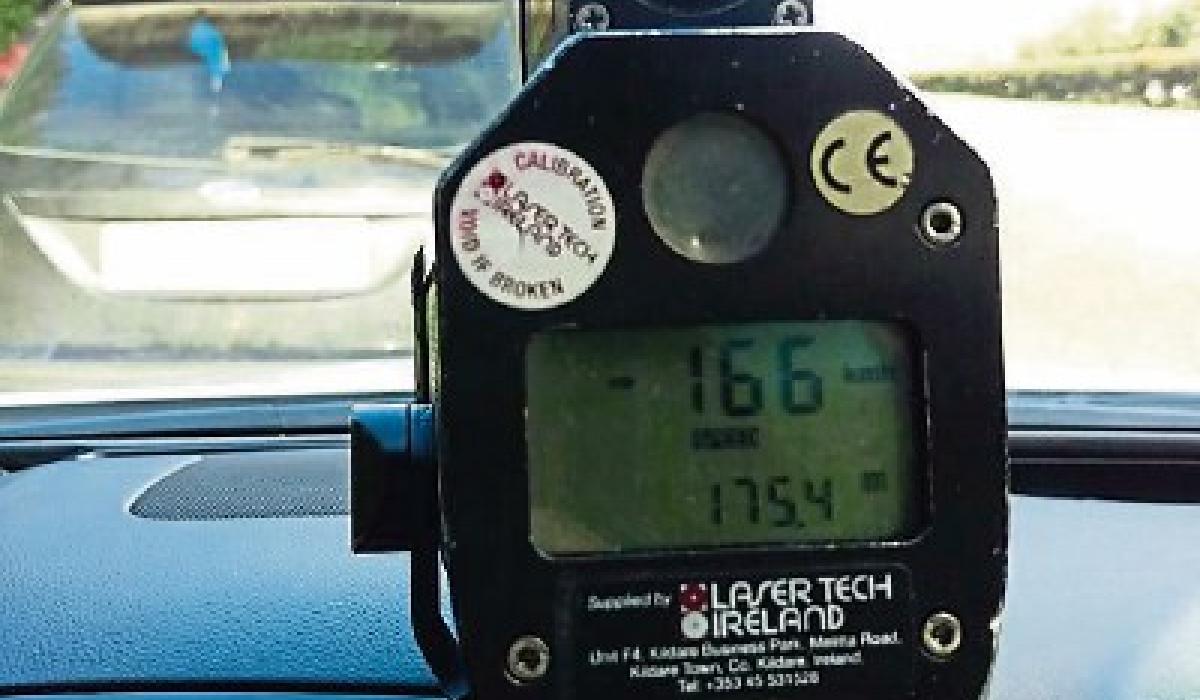 CALIBRATION
LASER TECH
IRELAND
VOID IF BROKEN
CE
- 166 km/h
175.4 m
Supplied by LASER TECH
IRELAND
Unit F4, Kildare Business Park, Melitta Road,
Kildare Town, Co. Kildare Ireland.
Tel: +353 45 531528